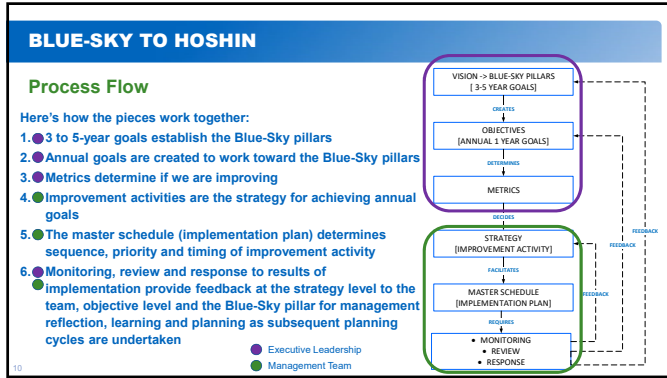 BLUE-SKY TO HOSHIN
Process Flow
Here's how the pieces work together:
1. 3 to 5-year goals establish the Blue-Sky pillars
2. Annual goals are created to work toward the Blue-Sky pillars
3. Metrics determine if we are improving
4. Improvement activities are the strategy for achieving annual
goals
5. The master schedule (implementation plan) determines
sequence, priority and timing of improvement activity
6. Monitoring, review and response to results of
implementation provide feedback at the strategy level to the
team, objective level and the Blue-Sky pillar for management
reflection, learning and planning as subsequent planning
cycles are undertaken
Executive Leadership
Management Team
10
VISION -> BLUE-SKY PILLARS
[ 3-5 YEAR GOALS]
CREATES
OBJECTIVES
[ANNUAL 1 YEAR GOALS]
DETERMINES
METRICS
DECIDES
STRATEGY
[IMPROVEMENT ACTIVITY]
FACILITATES
MASTER SCHEDULE
[IMPLEMENTATION PLAN]
REQUIRES
• MONITORING
• REVIEW
• RESPONSE
FEEDBACK
FEEDBACK
FEEDBACK